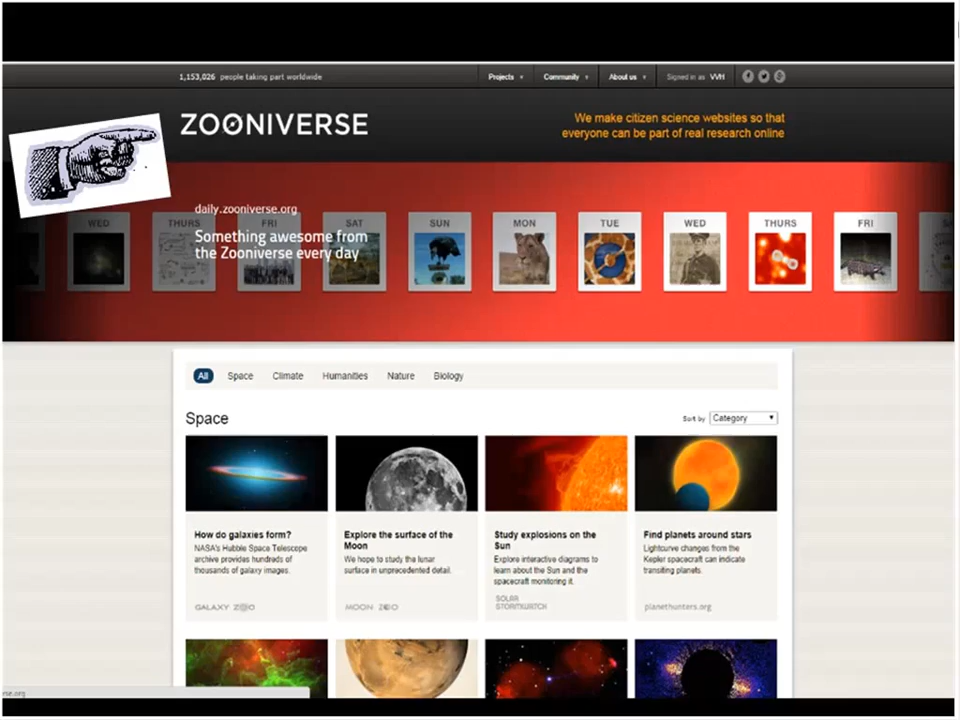 1,153,026 people taking part worldwide
Projects Community About us Signed in as VVH
ZOONIVERSE
We make citizen science websites so that
everyone can be part of real research online
daily.zooniverse.org
Something awesome from
the Zooniverse every day
WED THURS FRI SAT SUN MON TUE WED THURS FRI
All Space Climate Humanities Nature Biology
Space
Sort by Category
How do galaxies form?
NASA's Hubble Space Telescope
archive provides hundreds of
thousands of galaxy images.
GALAXY ZOO
Explore the surface of the
Moon
We hope to study the lunar
surface in unprecedented detail.
MOON ZOO
Study explosions on the
Sun
Explore interactive diagrams to
learn about the Sun and the
spacecraft monitoring it.
SOLAR
STORMWATCH
Find planets around stars
Lightcurve changes from the
Kepler spacecraft can indicate
transiting planets.
planethunters.org
rse.org